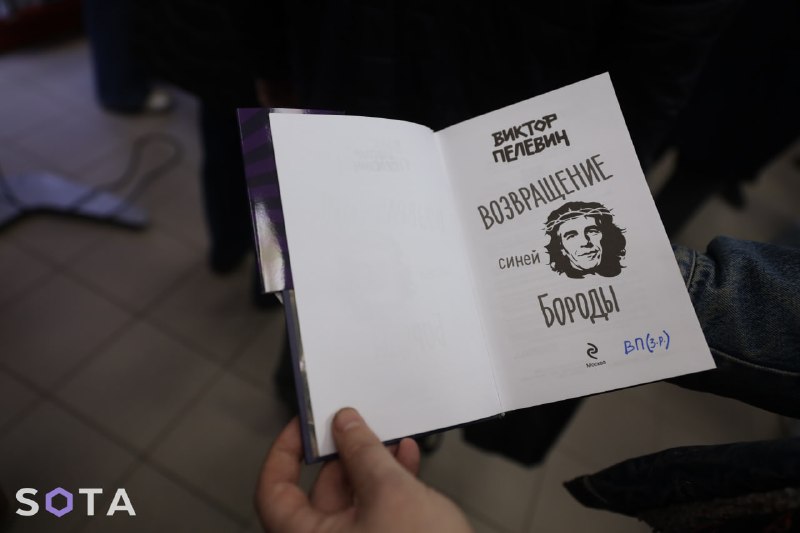 ВИКТОР
ПЕЛЕВИН
ВОЗВРАЩЕНИЕ
синей
БОРОДЫ
Москва
ВП(З.Р.)
SOTA